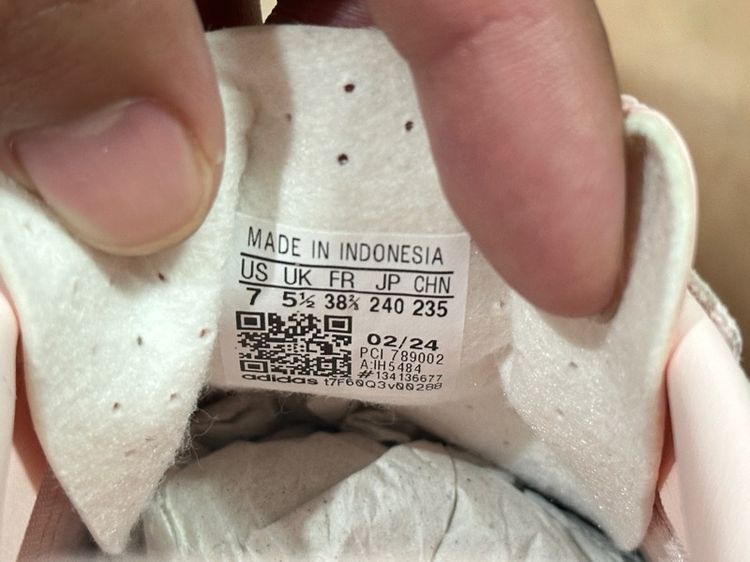 MADE IN INDONESIA
US UK FR JP CHN
7 5½ 38⅔ 240 235
02/24
PCI 789002
A:IH5484
#134136677
adidas t7F60Q3v00288